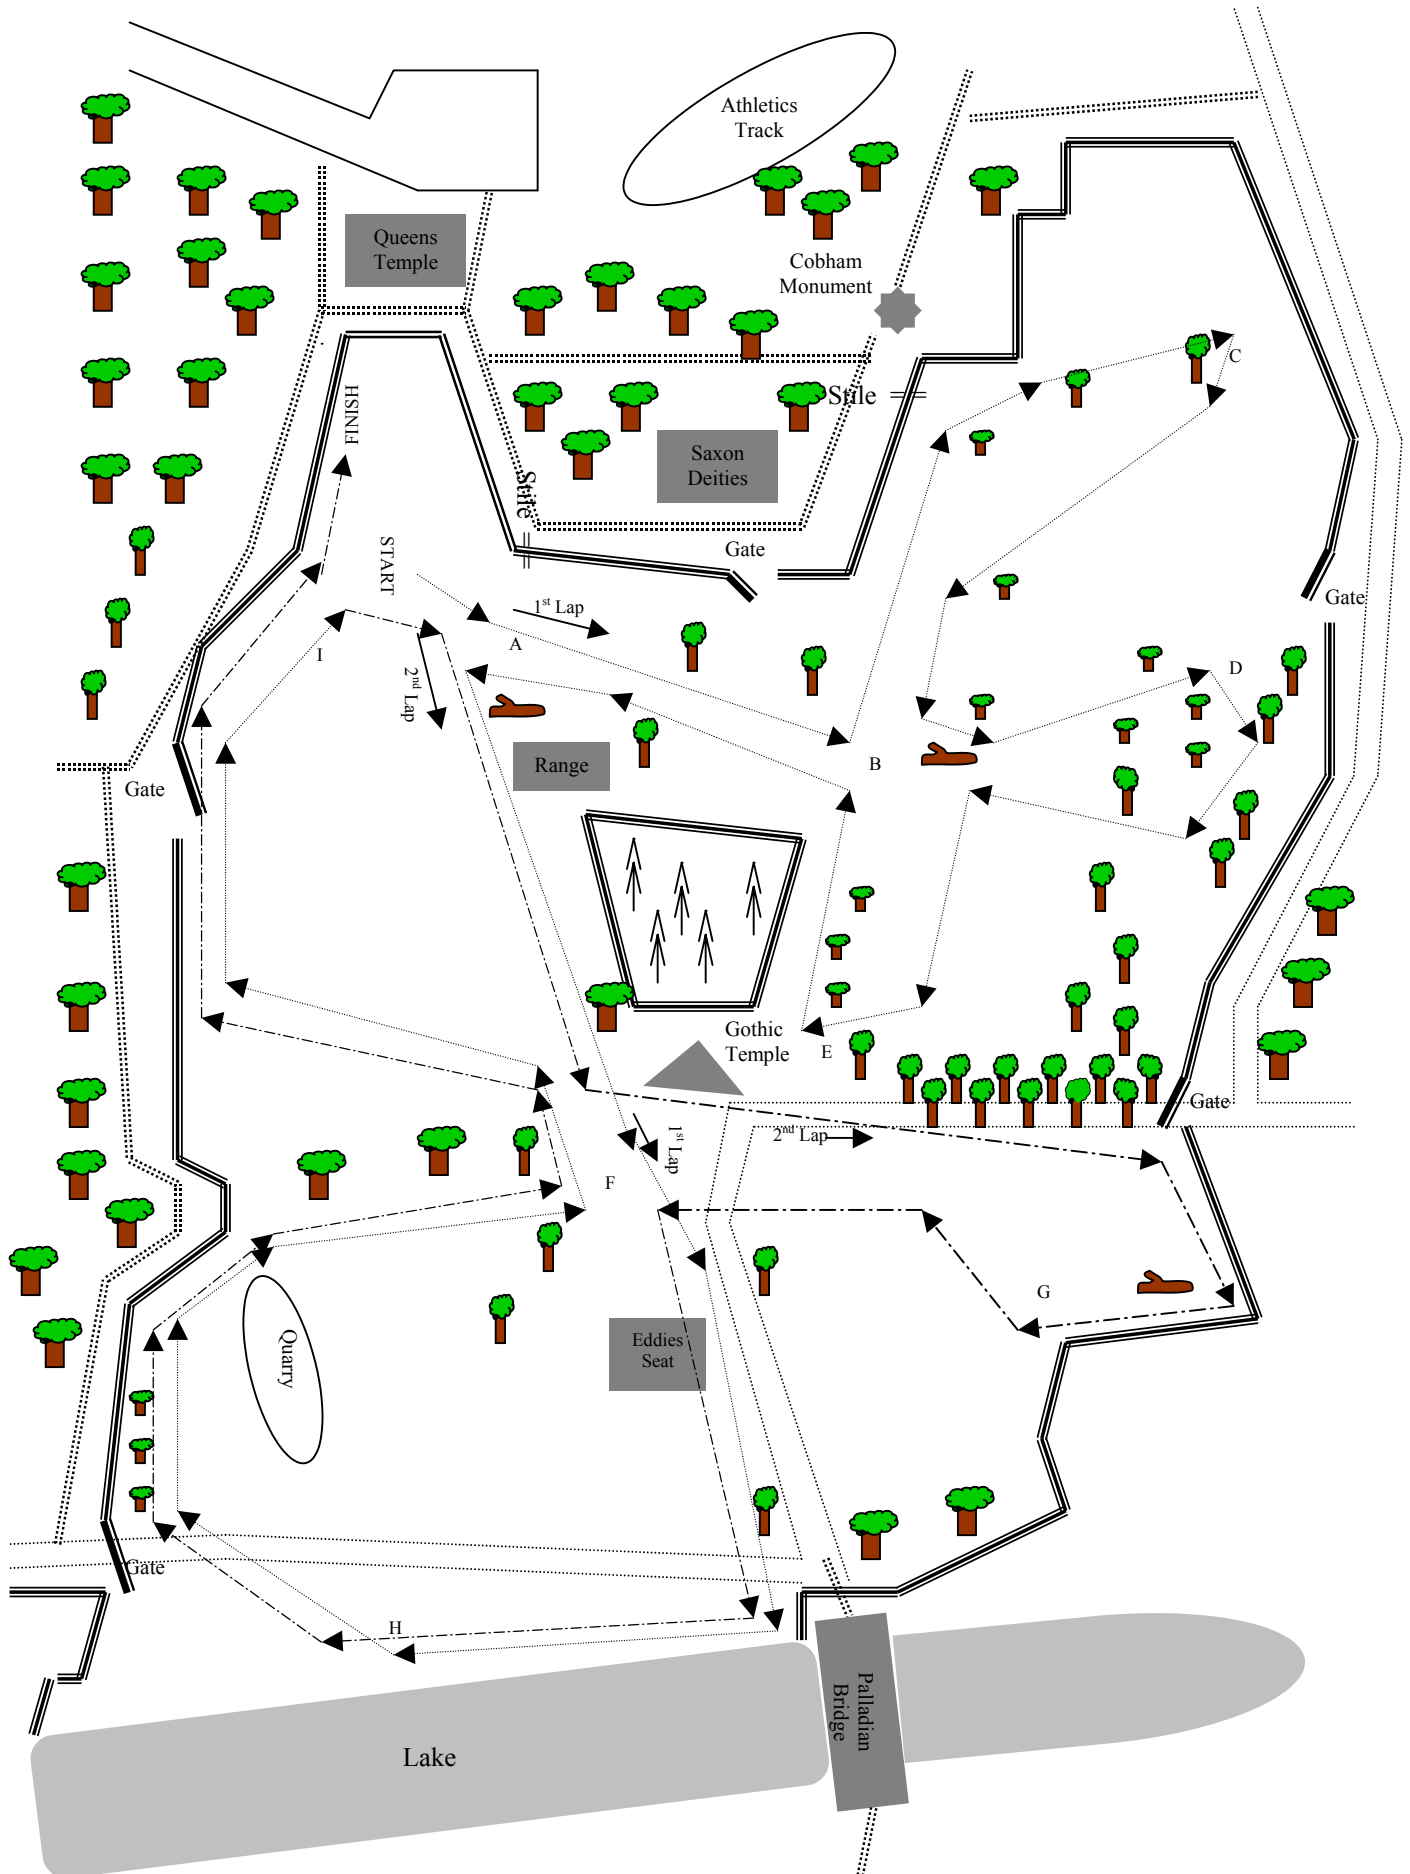 Athletics
Track
Queens
Temple
Cobham
Monument
C
Stile
FINISH
Saxon
Deities
Stile
START
Gate
Gate
1st Lap
A
I
2nd Lap
D
B
Range
Gate
Gothic
Temple
E
Gate
1st Lap
2nd Lap
F
G
Quarry
Eddies
Seat
Gate
H
Palladian
Bridge
Lake